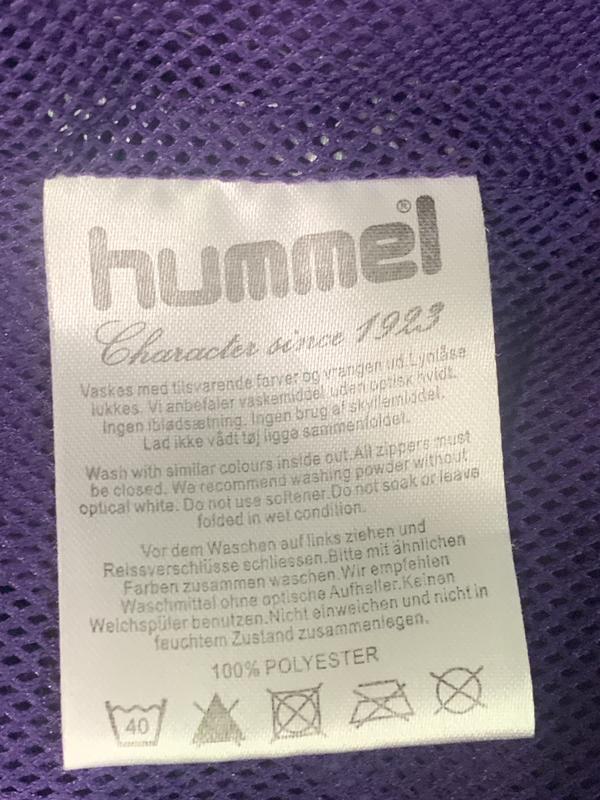 hummel®
Character since 1923
Vaskes med tilsvarende farver og vrangen ud.Lynlåse
lukkes. Vi anbefaler vaskemiddel uden optisk hvidt.
Ingen iblødsætning. Ingen brug af skyllemiddel.
Lad ikke vådt tøj ligge sammenfoldet.
Wash with similar colours inside out.All zippers must
be closed. We recommend washing powder without
optical white. Do not use softener.Do not soak or leave
folded in wet condition.
Vor dem Waschen auf links ziehen und
Reissverschlüsse schliessen.Bitte mit ähnlichen
Farben zusammen waschen.Wir empfehlen
Waschmittel ohne optische Aufheller.Keinen
Weichspüler benutzen.Nicht einweichen und nicht in
feuchtem Zustand zusammenlegen.
100% POLYESTER
40